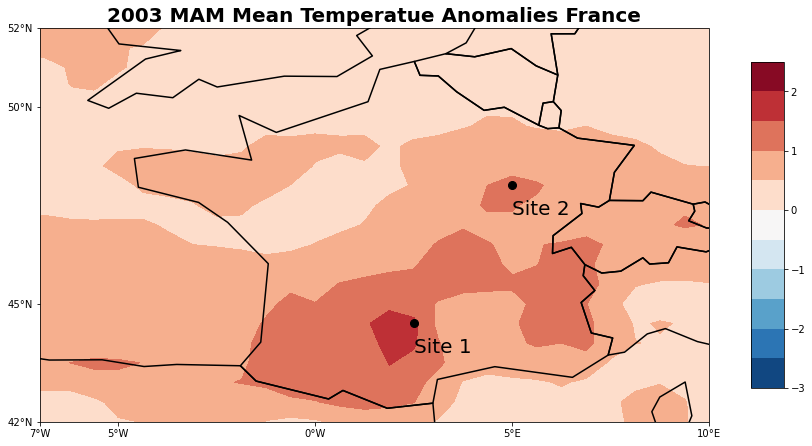 2003 MAM Mean Temperatue Anomalies France
52°N
50°N
45°N
42°N
7°W
5°W
0°W
5°E
10°E
Site 2
Site 1
2
1
0
−1
−2
−3